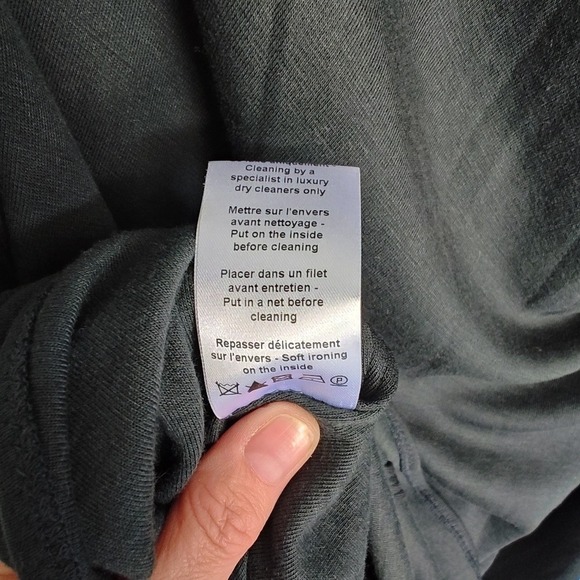 uniquement
Cleaning by a
specialist in luxury
dry cleaners only
Mettre sur l'envers
avant nettoyage -
Put on the inside
before cleaning
Placer dans un filet
avant entretien -
Put in a net before
cleaning
Repasser délicatement
sur l'envers - Soft ironing
on the inside
P